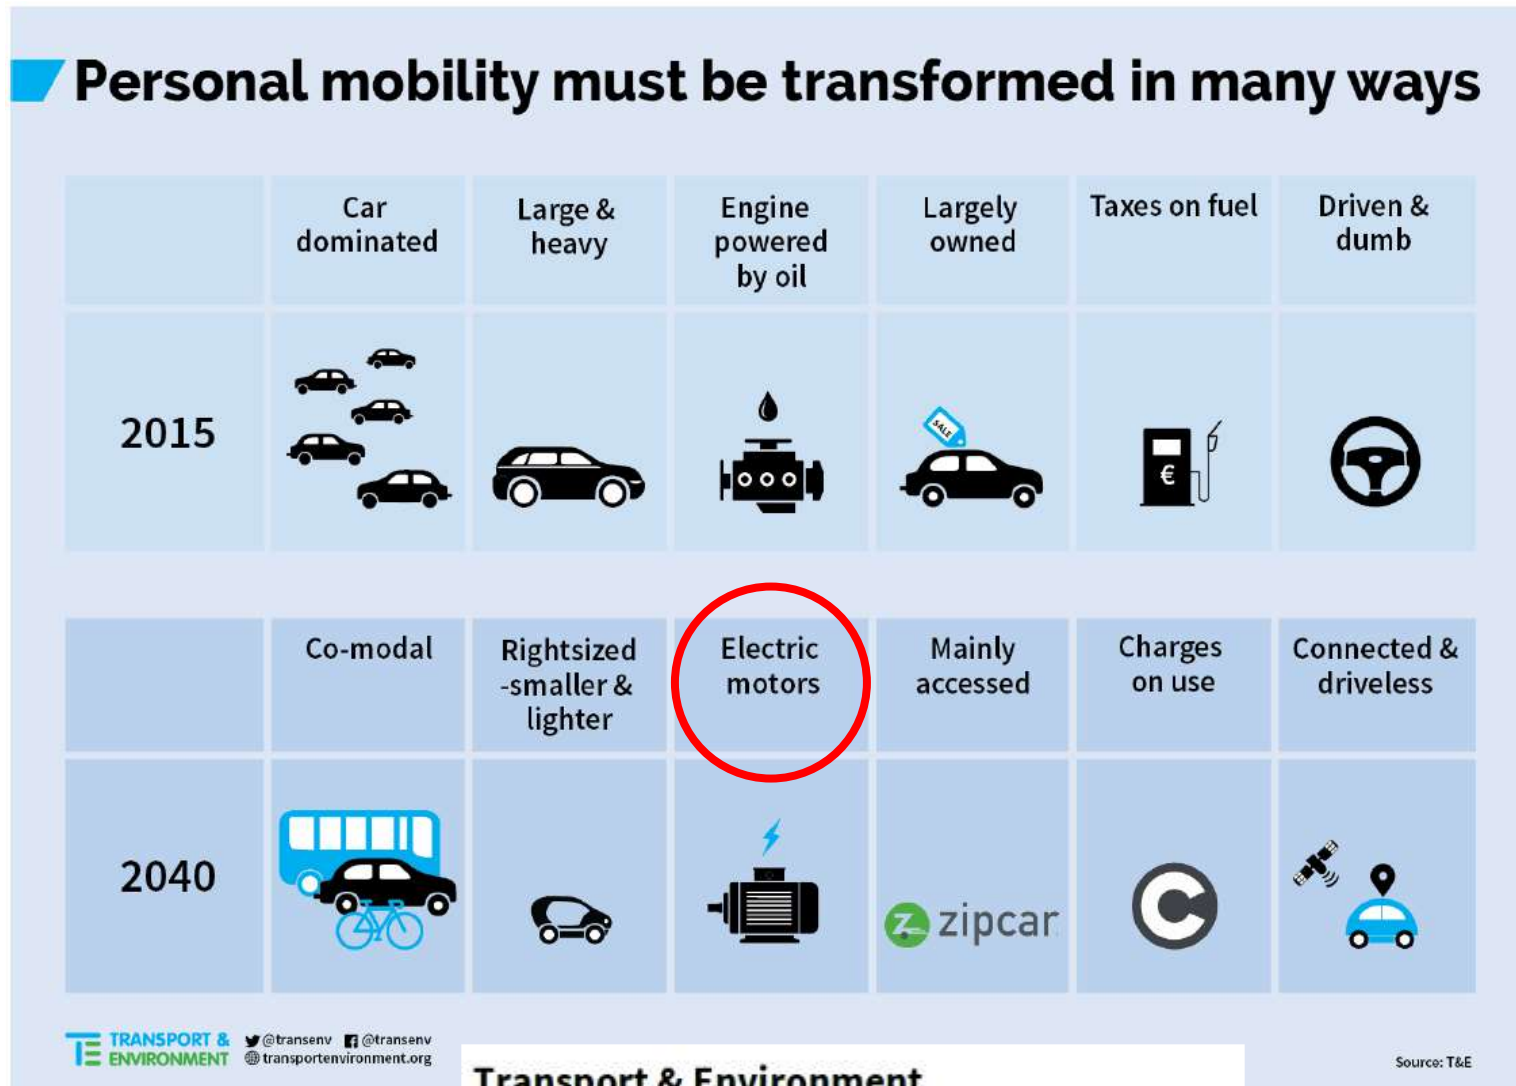 Personal mobility must be transformed in many ways
Car
dominated
Large &
heavy
Engine
powered
by oil
Largely
owned
Taxes on fuel
Driven &
dumb
2015
SALE
€
Co-modal
Rightsized
-smaller &
lighter
Electric
motors
Mainly
accessed
Charges
on use
Connected &
driveless
2040
Z zipcar
C
TE TRANSPORT &
ENVIRONMENT
@transenv @transenv
transportenvironment.org
Transport & Environment
Source: T&E